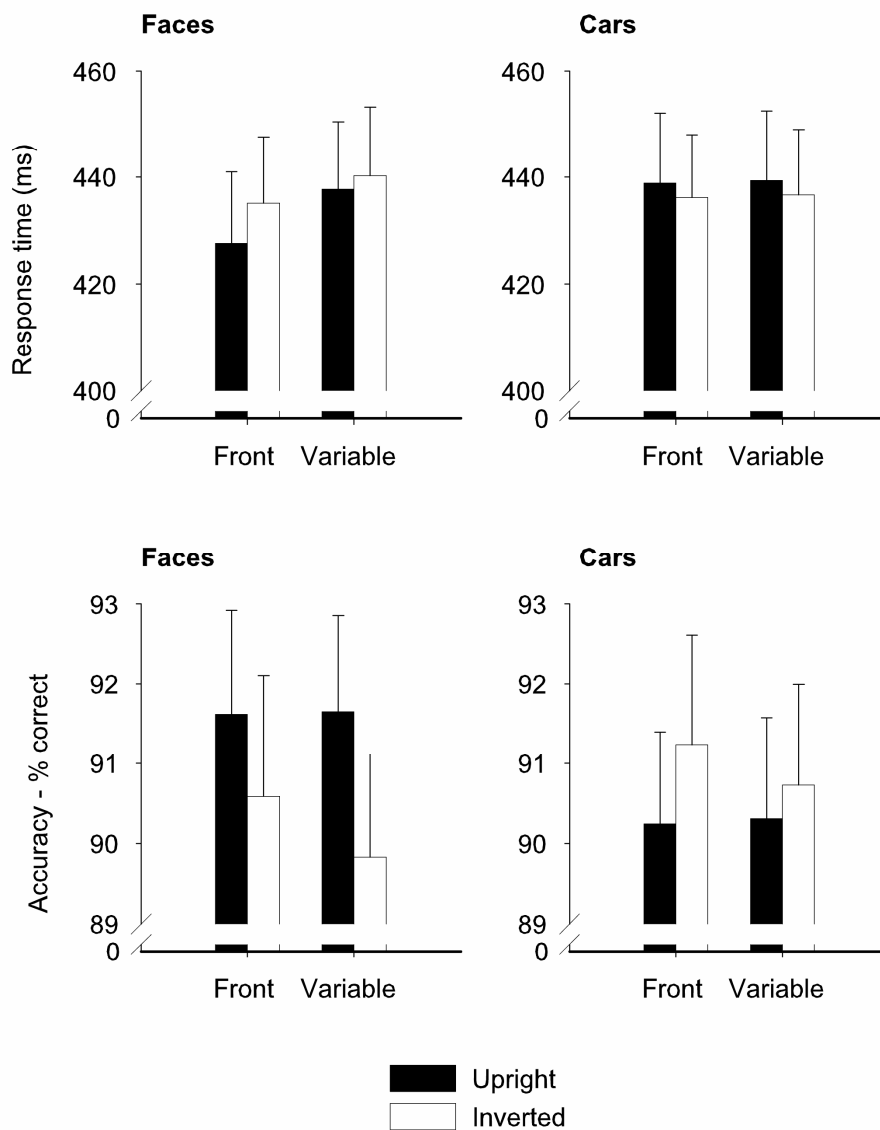 Faces
Cars
Response time (ms)
460
440
420
400
0
460
440
420
400
0
Front Variable
Front Variable
Faces
Cars
Accuracy - % correct
93
92
91
90
89
0
93
92
91
90
89
0
Front Variable
Front Variable
Upright
Inverted